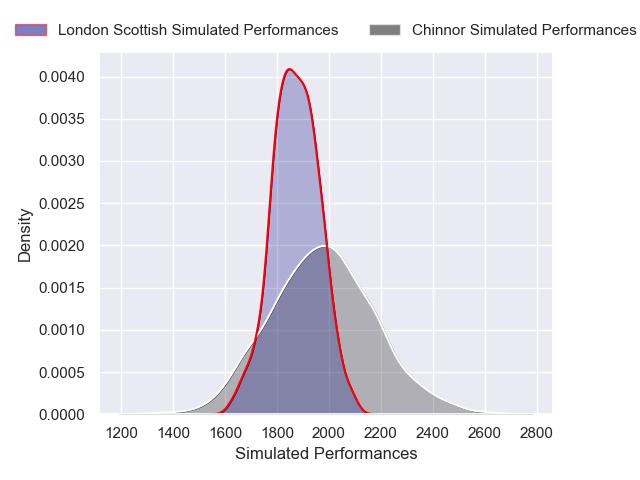 London Scottish Simulated Performances Chinnor Simulated Performances
0.0040
0.0035
0.0030
0.0025
0.0020
0.0015
0.0010
0.0005
0.0000
Density
1200 1400 1600 1800 2000 2200 2400 2600 2800
Simulated Performances